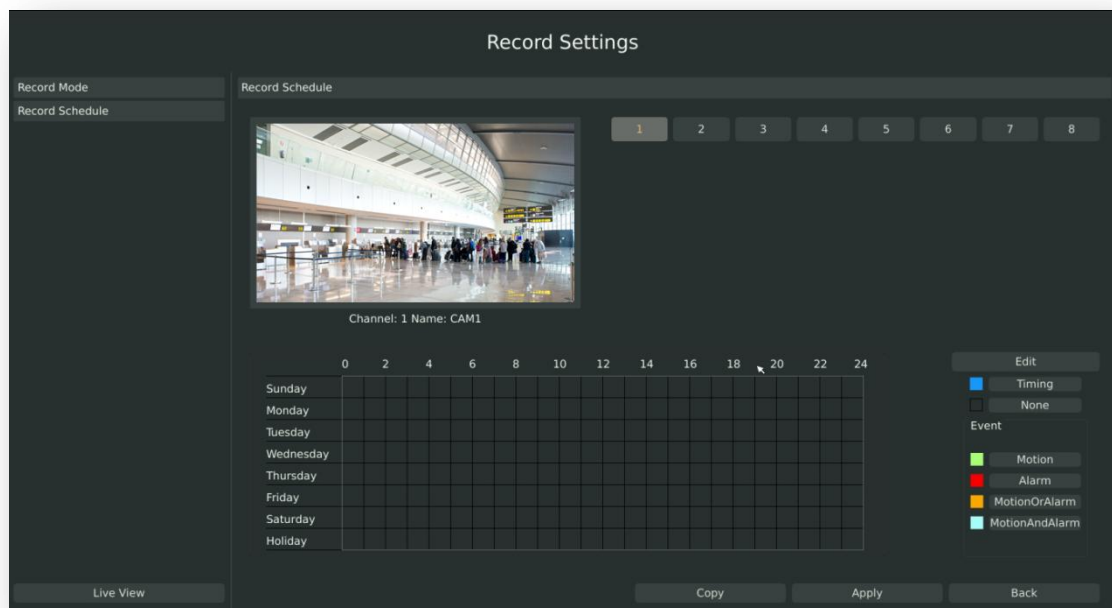 Record Settings
Record Mode
Record Schedule
Record Schedule
1 2 3 4 5 6 7 8
Channel: 1 Name: CAM1
0 2 4 6 8 10 12 14 16 18 20 22 24
Sunday
Monday
Tuesday
Wednesday
Thursday
Friday
Saturday
Holiday
Edit
Timing
None
Event
Motion
Alarm
MotionOrAlarm
MotionAndAlarm
Live View
Copy
Apply
Back